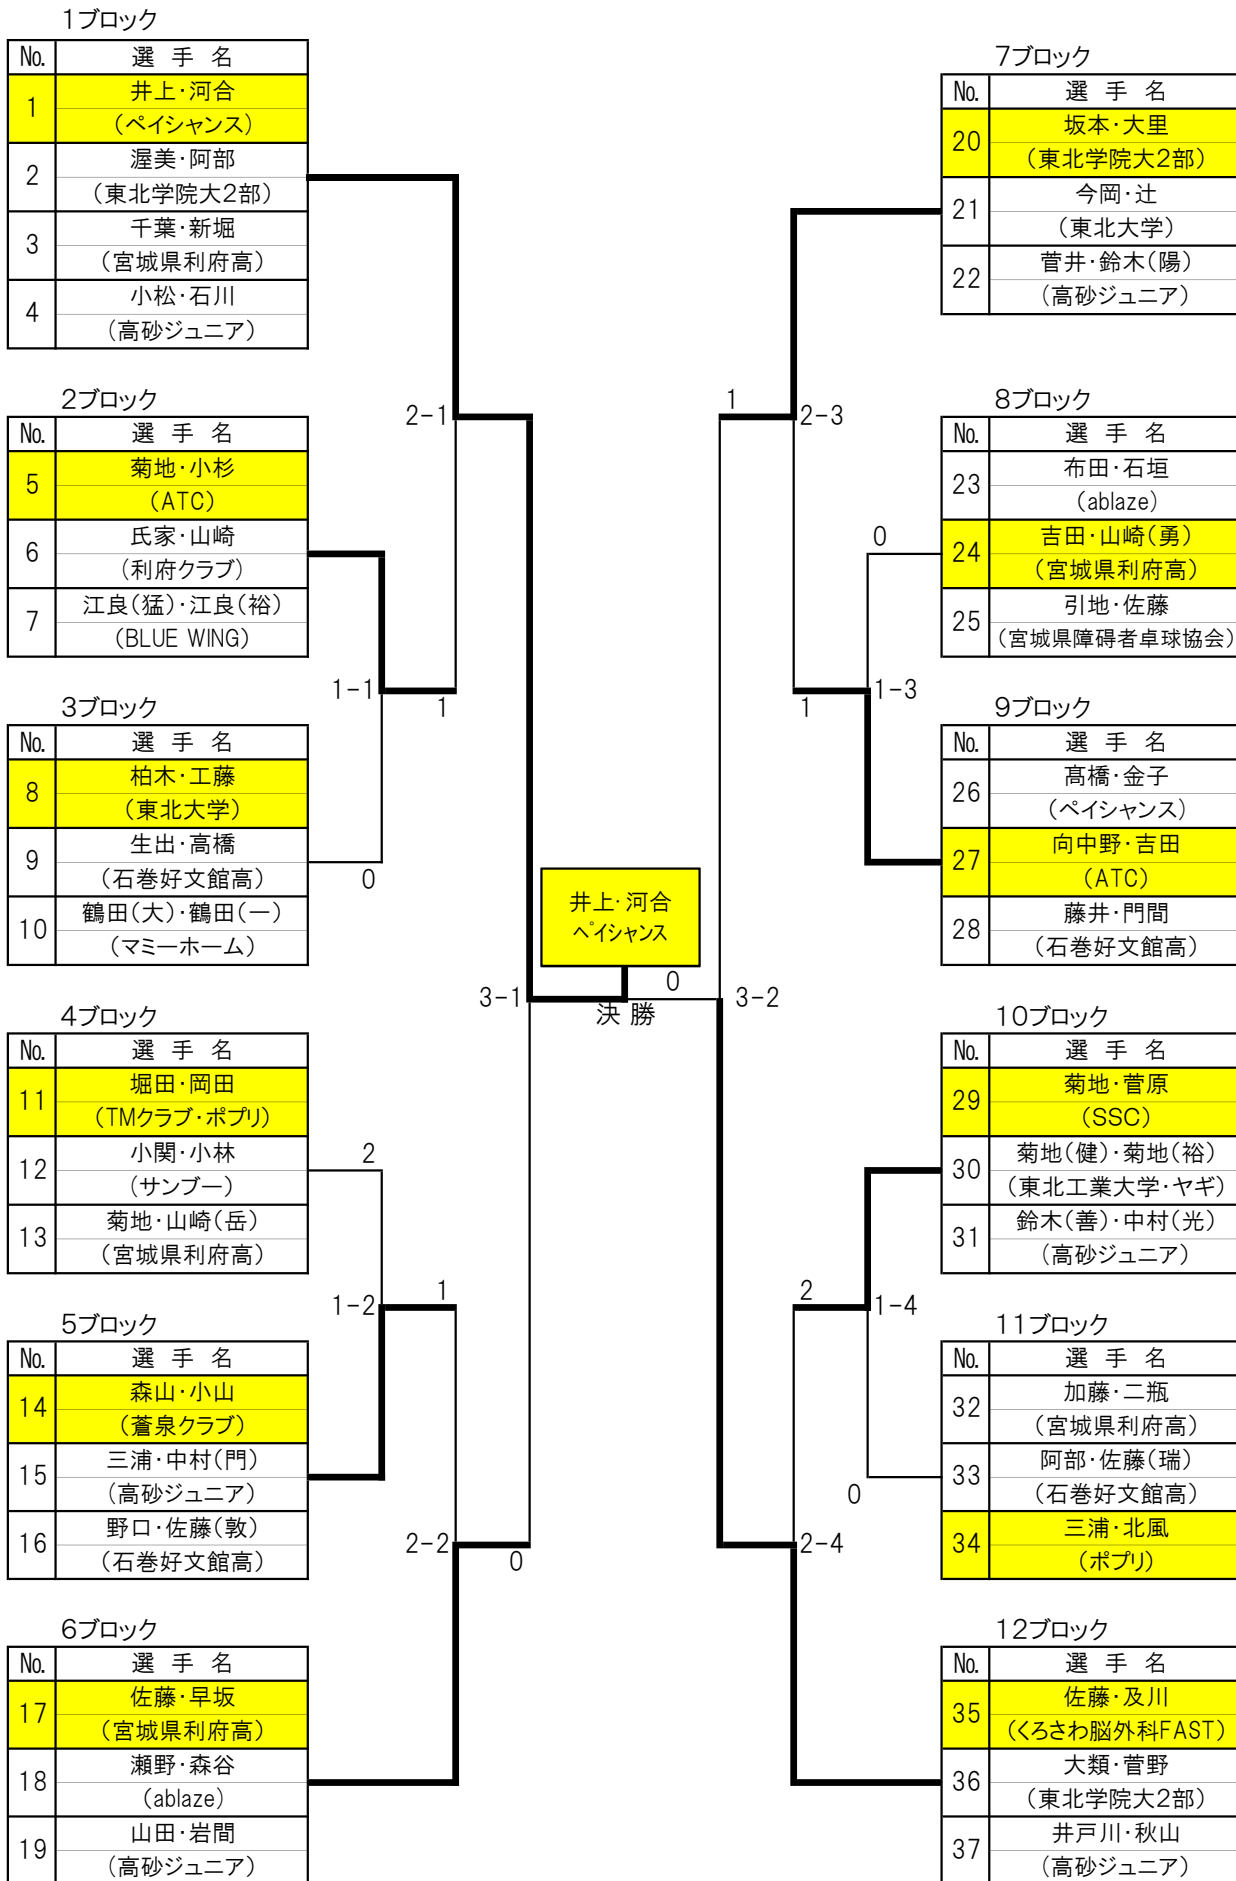 1ブロック
No. 選 手 名
1 井上・河合
(ペイシャンス)
2 渥美・阿部
(東北学院大2部)
3 千葉・新堀
(宮城県利府高)
4 小松・石川
(高砂ジュニア)
2ブロック
No. 選 手 名
5 菊地・小杉
(ATC)
6 氏家・山崎
(利府クラブ)
7 江良(猛)・江良(裕)
(BLUE WING)
3ブロック
No. 選 手 名
8 柏木・工藤
(東北大学)
9 生出・高橋
(石巻好文館高)
10 鶴田(大)・鶴田(一)
(マミーホーム)
4ブロック
No. 選 手 名
11 堀田・岡田
(TMクラブ・ポプリ)
12 小関・小林
(サンブー)
13 菊地・山崎(岳)
(宮城県利府高)
5ブロック
No. 選 手 名
14 森山・小山
(蒼泉クラブ)
15 三浦・中村(門)
(高砂ジュニア)
16 野口・佐藤(敦)
(石巻好文館高)
6ブロック
No. 選 手 名
17 佐藤・早坂
(宮城県利府高)
18 瀬野・森谷
(ablaze)
19 山田・岩間
(高砂ジュニア)
2-1
1-1
1
0
3-1
2
1-2
1
2-2
0
井上・河合
ペイシャンス
0
決 勝
3-2
1
2-3
0
1
1-3
2
1-4
0
2-4
7ブロック
No. 選 手 名
20 坂本・大里
(東北学院大2部)
21 今岡・辻
(東北大学)
22 菅井・鈴木(陽)
(高砂ジュニア)
8ブロック
No. 選 手 名
23 布田・石垣
(ablaze)
24 吉田・山崎(勇)
(宮城県利府高)
25 引地・佐藤
(宮城県障碍者卓球協会)
9ブロック
No. 選 手 名
26 髙橋・金子
(ペイシャンス)
27 向中野・吉田
(ATC)
28 藤井・門間
(石巻好文館高)
10ブロック
No. 選 手 名
29 菊地・菅原
(SSC)
30 菊地(健)・菊地(裕)
(東北工業大学・ヤギ)
31 鈴木(善)・中村(光)
(高砂ジュニア)
11ブロック
No. 選 手 名
32 加藤・二瓶
(宮城県利府高)
33 阿部・佐藤(瑞)
(石巻好文館高)
34 三浦・北風
(ポプリ)
12ブロック
No. 選 手 名
35 佐藤・及川
(くろさわ脳外科FAST)
36 大類・菅野
(東北学院大2部)
37 井戸川・秋山
(高砂ジュニア)